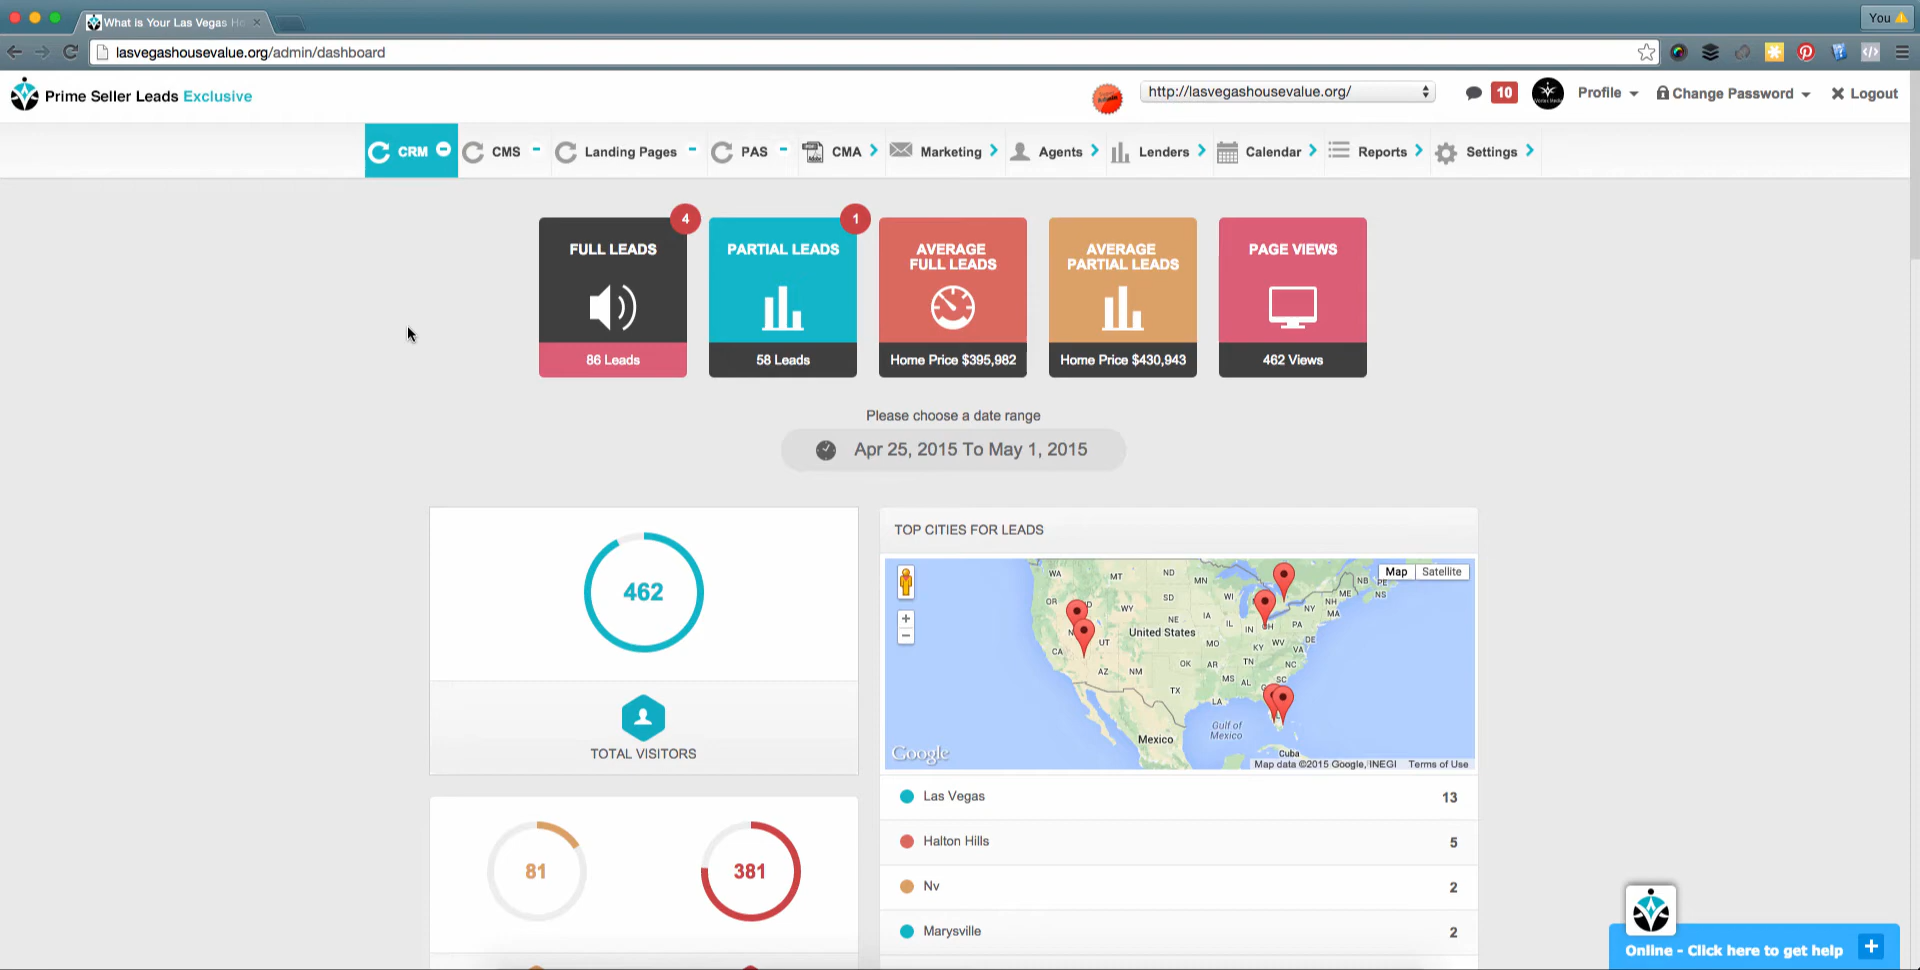 What is Your Las Vegas Ho
You
lasvegashousevalue.org/admin/dashboard
Prime Seller Leads Exclusive
http://lasvegashousevalue.org/
10
Profile
Change Password
Logout
CRM
CMS
Landing Pages
PAS
CMA
Marketing
Agents
Lenders
Calendar
Reports
Settings
4
1
FULL LEADS
86 Leads
PARTIAL LEADS
58 Leads
AVERAGE
FULL LEADS
Home Price $395,982
AVERAGE
PARTIAL LEADS
Home Price $430,943
PAGE VIEWS
462 Views
Please choose a date range
Apr 25, 2015 To May 1, 2015
462
TOTAL VISITORS
81
381
TOP CITIES FOR LEADS
Map
Satellite
WA
MT
ND
MN
OR
WY
SD
WI
NB
PE
NS
ME
NH
NY
MA
NE
IA
IL
IN
OH
PA
United States
UT
CA
MO
KY
WV
VA
DE
AZ
NM
OK
AR
TN
NC
MS
AL
SC
TX
LA
Gulf of
Mexico
Mexico
Cuba
Google
Map data ©2015 Google, INEGI
Terms of Use
Las Vegas 13
Halton Hills 5
Nv 2
Marysville 2
Online - Click here to get help